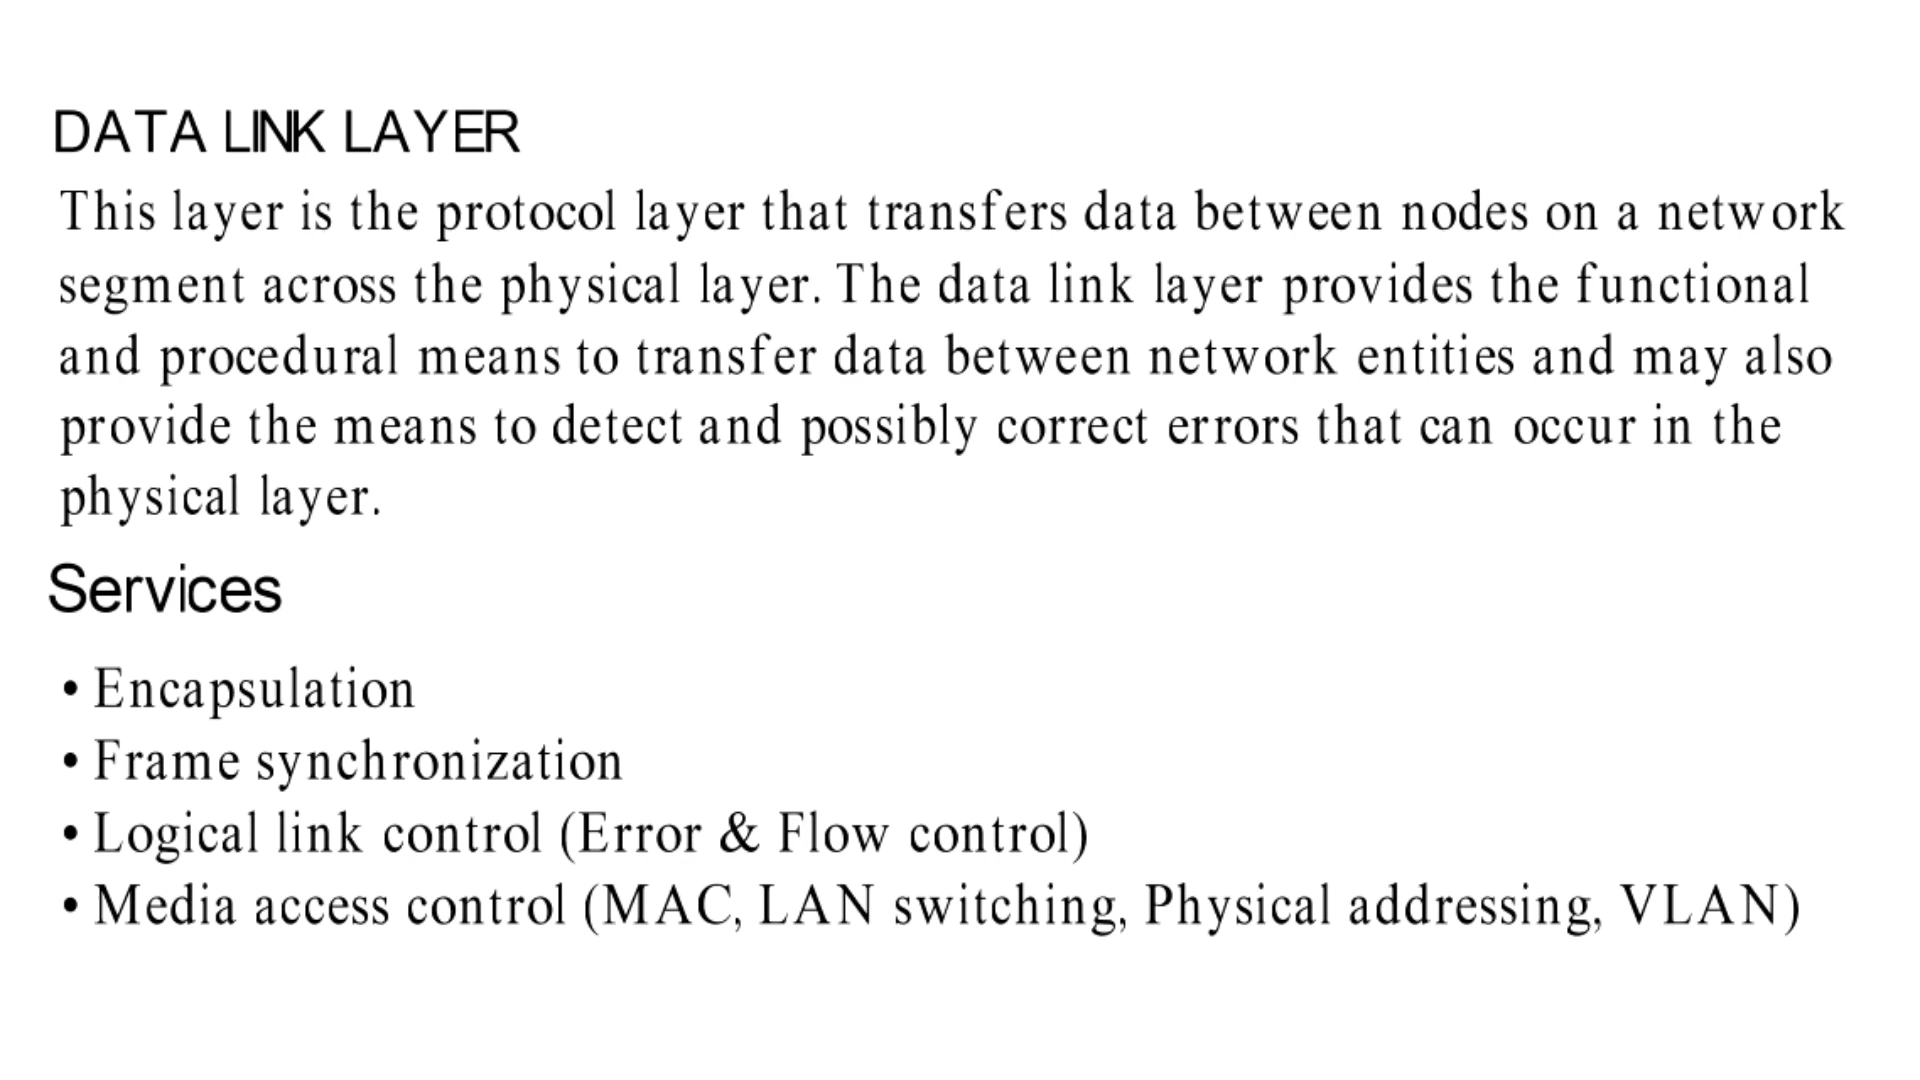 DATA LINK LAYER
This layer is the protocol layer that transfers data between nodes on a network
segment across the physical layer. The data link layer provides the functional
and procedural means to transfer data between network entities and may also
provide the means to detect and possibly correct errors that can occur in the
physical layer.
Services
• Encapsulation
• Frame synchronization
• Logical link control (Error & Flow control)
• Media access control (MAC, LAN switching, Physical addressing, VLAN)